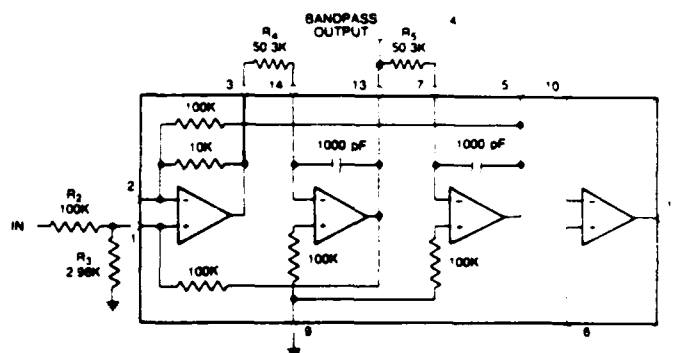 BANDPASS
OUTPUT
4
R4
50 3K
R5
50 3K
3
14
13
7
5
10
100K
10K
1000 pF
1000 pF
2
R2
100K
IN
1
R3
2 98K
100K
100K
100K
9
6